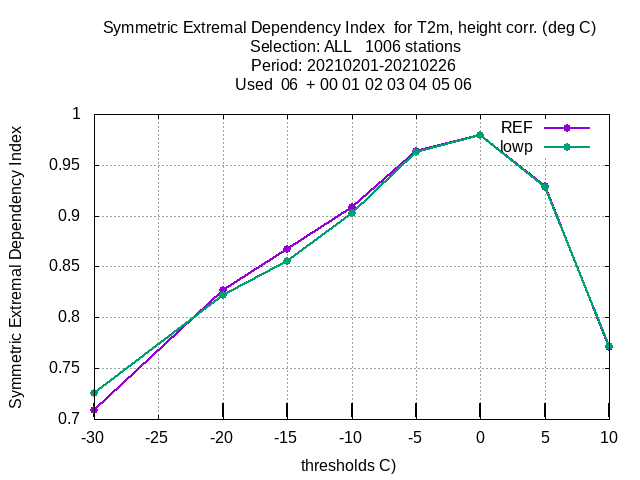 Symmetric Extremal Dependency Index  for T2m, height corr. (deg C)
Selection: ALL   1006 stations
Period: 20210201-20210226
Used  06  + 00 01 02 03 04 05 06
Symmetric Extremal Dependency Index
1
0.95
0.9
0.85
0.8
0.75
0.7
REF
lowp
-30 -25 -20 -15 -10 -5 0 5 10
thresholds C)